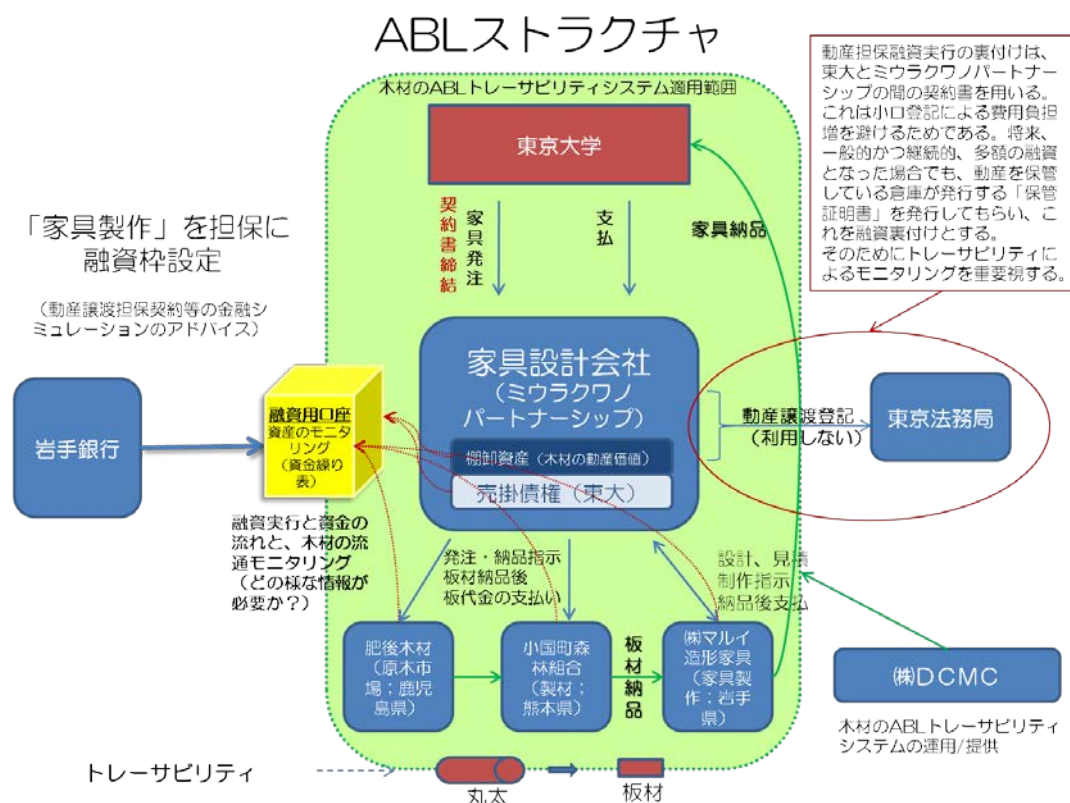 ABLストラクチャ
木材のABLトレーサビリティシステム適用範囲
東京大学
動産担保融資実行の裏付けは、
東大とミウラクワノパートナー
シップの間の契約書を用いる。
これは小口登記による費用負担
増を避けるためである。将来、
一般的かつ継続的、多額の融資
となった場合でも、動産を保管
している倉庫が発行する「保管
証明書」を発行してもらい、こ
れを融資裏付けとする。
そのためにトレーサビリティに
よるモニタリングを重要視する。
契約書締結
家具発注
支払
家具納品
「家具製作」を担保に
融資枠設定
(動産譲渡担保契約等の金融シ
ミュレーションのアドバイス)
岩手銀行
融資用口座
資産のモニタ
リング
(資金繰り
表)
家具設計会社
(ミウラクワノ
パートナーシップ)
棚卸資産(木材の動産価値)
売掛債権(東大)
動産譲渡登記
(利用しない)
東京法務局
融資実行と資金の
流れと、木材の流
通モニタリング
(どの様な情報が
必要か?)
発注・納品指示
板材納品後
板代金の支払い
設計、見積
制作指示
納品後支払
肥後木材
(原木市
場;鹿児
島県)
小国町森
林組合
(製材;
熊本県)
板材納品
㈱マルイ
造形家具
(家具製
作;岩手
県)
㈱DCMC
木材のABLトレーサビリティ
システムの運用/提供
トレーサビリティ
丸太
板材